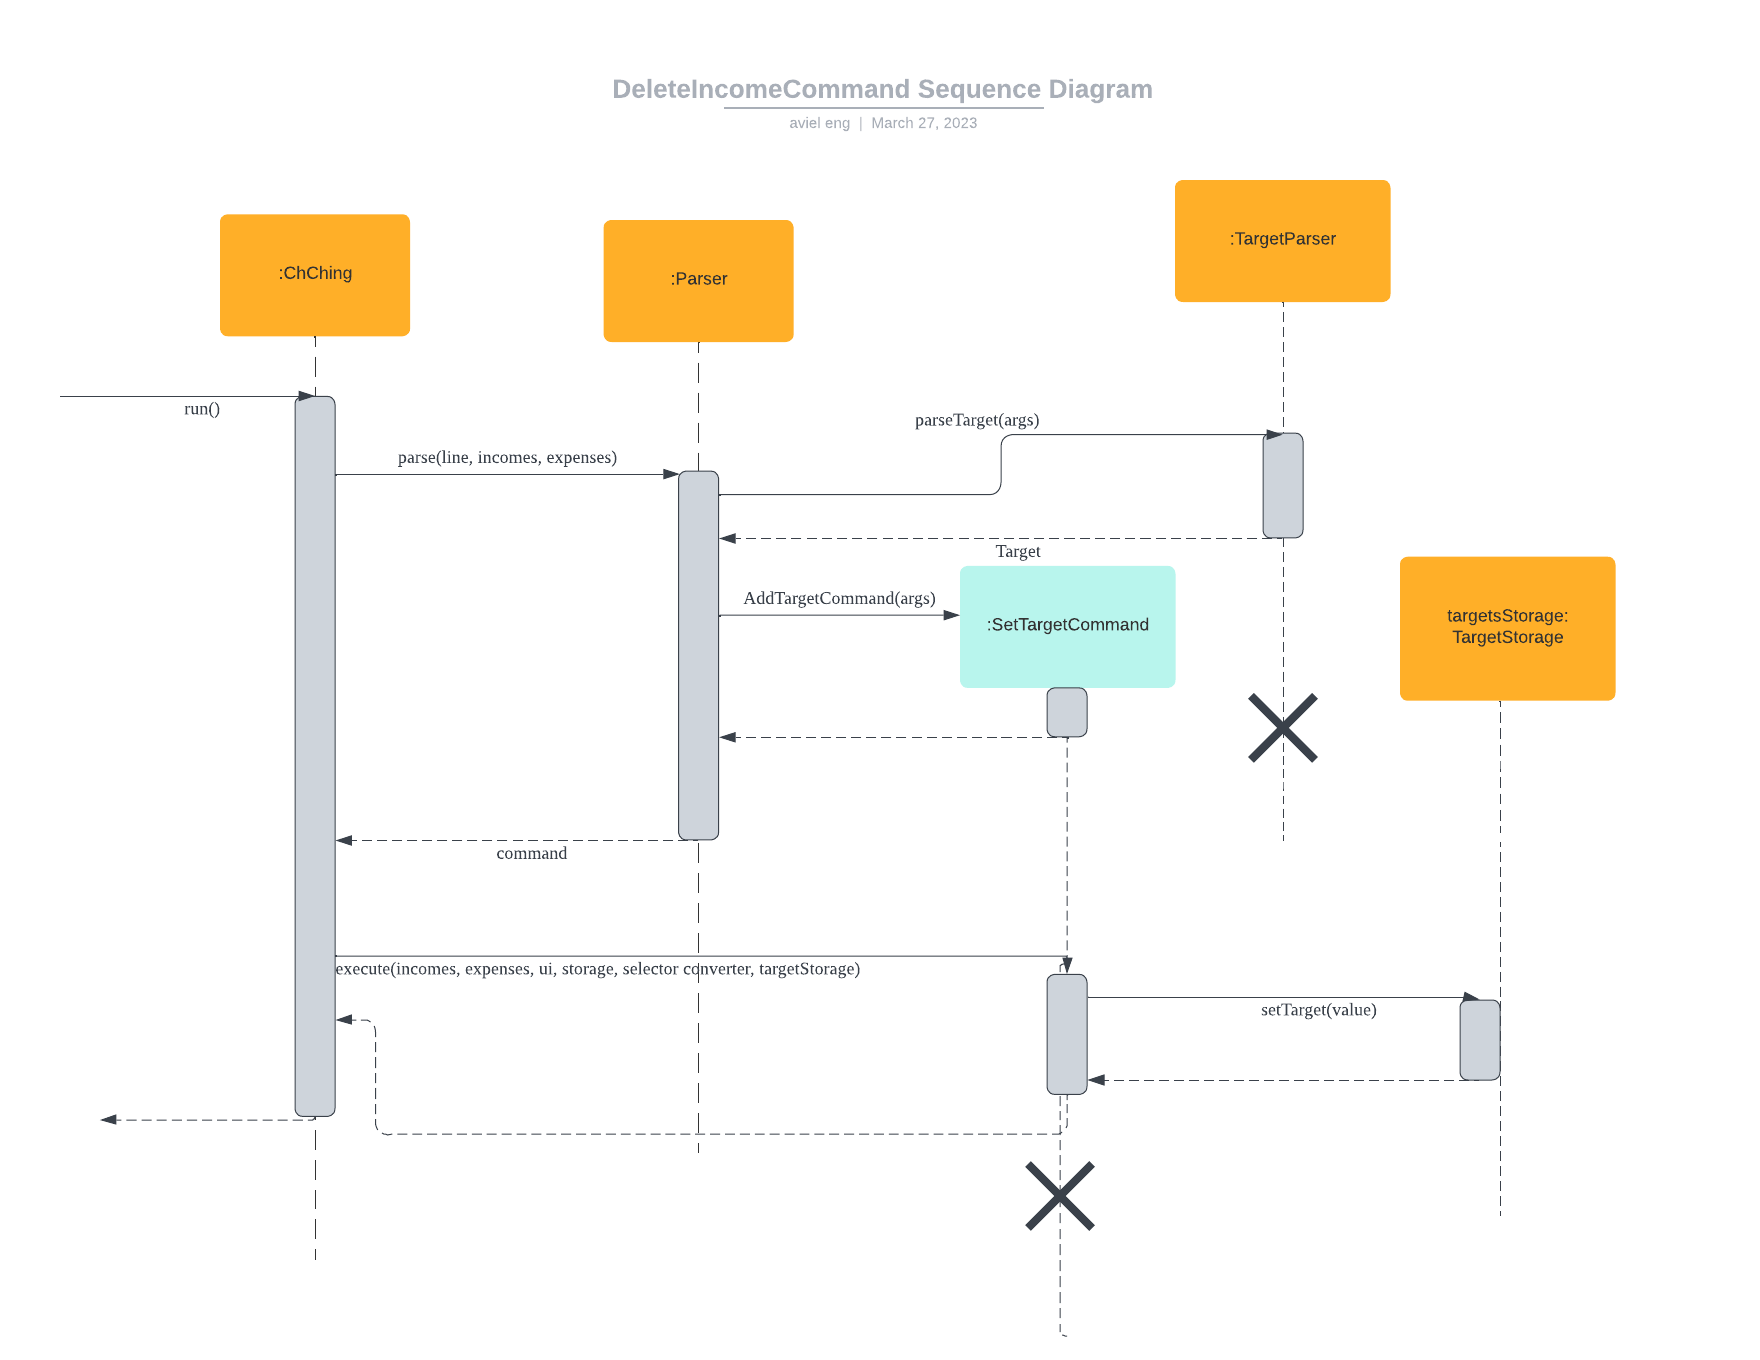 DeleteIncomeCommand Sequence Diagram
aviel eng | March 27, 2023
:TargetParser
:ChChing
:Parser
run()
parseTarget(args)
parse(line, incomes, expenses)
Target
AddTargetCommand(args)
:SetTargetCommand
targetsStorage:
TargetStorage
command
execute(incomes, expenses, ui, storage, selector converter, targetStorage)
setTarget(value)